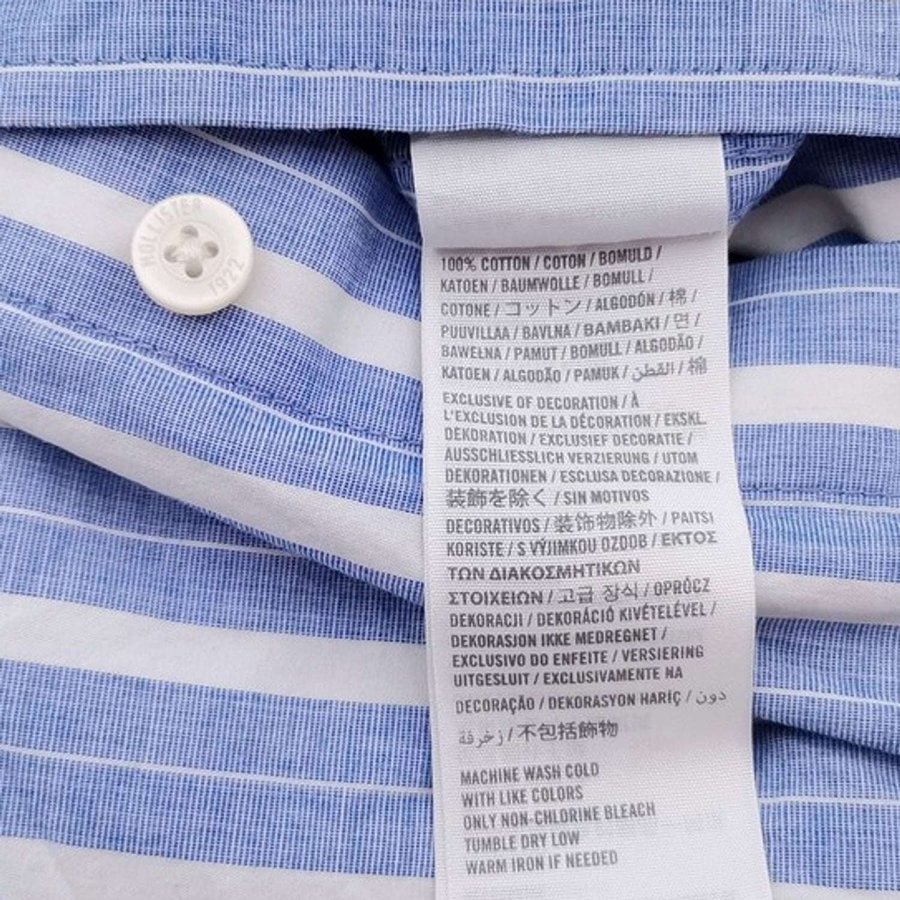 HOLLISTER
1922
100% COTTON / COTON / BOMULD /
KATOEN / BAUMWOLLE / BOMULL /
COTONE / コットン / ALGODÓN / 棉 /
PUUVILLAA / BAVLNA / ΒΑΜΒΑΚΙ / 면 /
BAWEŁNA / PAMUT / BOMULL / ALGODÃO /
KATOEN / ALGODÃO / PAMUK / القطن / 棉
EXCLUSIVE OF DECORATION / À
L'EXCLUSION DE LA DÉCORATION / EKSKL.
DEKORATION / EXCLUSIEF DECORATIE /
AUSSCHLIESSLICH VERZIERUNG / UTOM
DEKORATIONEN / ESCLUSA DECORAZIONE /
装飾を除く / SIN MOTIVOS
DECORATIVOS / 装饰物除外 / PAITSI
KORISTE / S VÝJIMKOU OZDOB / ΕΚΤΟΣ
ΤΩΝ ΔΙΑΚΟΣΜΗΤΙΚΩΝ
ΣΤΟΙΧΕΙΩΝ / 고급 장식 / OPRÓCZ
DEKORACJI / DEKORÁCIÓ KIVÉTELÉVEL /
DEKORASJON IKKE MEDREGNET /
EXCLUSIVO DO ENFEITE / VERSIERING
UITGESLUIT / EXCLUSIVAMENTE NA
DECORAÇÃO / DEKORASYON HARİÇ / دون
زخرفة / 不包括飾物
MACHINE WASH COLD
WITH LIKE COLORS
ONLY NON-CHLORINE BLEACH
TUMBLE DRY LOW
WARM IRON IF NEEDED